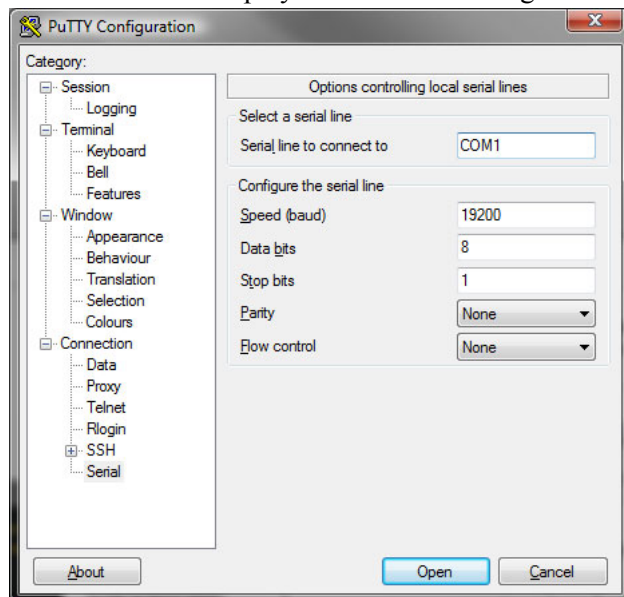 PuTTY Configuration
Category:
Session
Logging
Terminal
Keyboard
Bell
Features
Window
Appearance
Behaviour
Translation
Selection
Colours
Connection
Data
Proxy
Telnet
Rlogin
SSH
Serial
Options controlling local serial lines
Select a serial line
Serial line to connect to COM1
Configure the serial line
Speed (baud) 19200
Data bits 8
Stop bits 1
Parity None
Flow control None
About
Open
Cancel